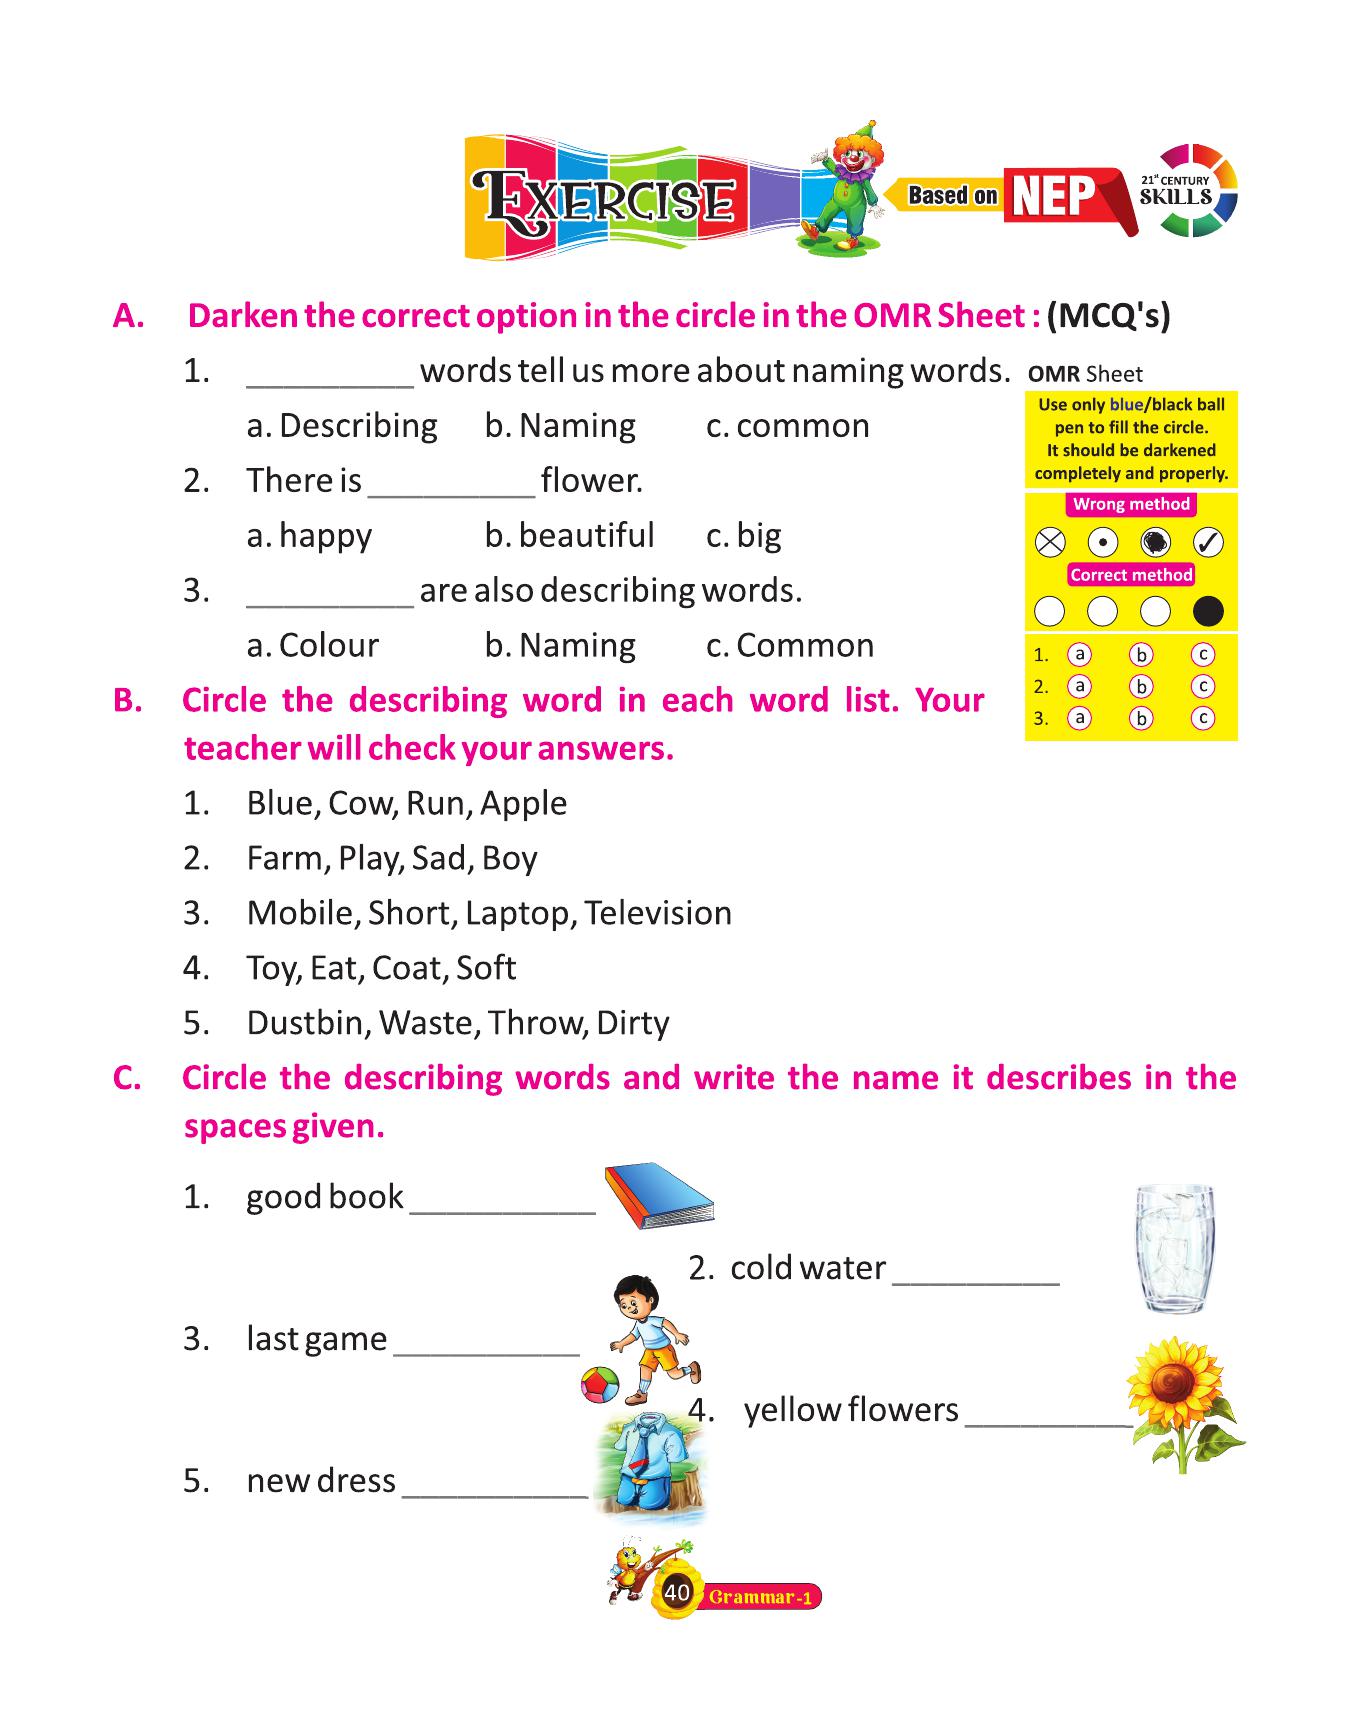 EXERCISE
Based on NEP
21st CENTURY
SKILLS
A. Darken the correct option in the circle in the OMR Sheet : (MCQ's)
1. _________ words tell us more about naming words.
a. Describing b. Naming c. common
2. There is _________ flower.
a. happy b. beautiful c. big
3. _________ are also describing words.
a. Colour b. Naming c. Common
OMR Sheet
Use only blue/black ball
pen to fill the circle.
It should be darkened
completely and properly.
Wrong method
Correct method
1. a b c
2. a b c
3. a b c
B. Circle the describing word in each word list. Your
teacher will check your answers.
1. Blue, Cow, Run, Apple
2. Farm, Play, Sad, Boy
3. Mobile, Short, Laptop, Television
4. Toy, Eat, Coat, Soft
5. Dustbin, Waste, Throw, Dirty
C. Circle the describing words and write the name it describes in the
spaces given.
1. good book __________
2. cold water _________
3. last game __________
4. yellow flowers _________
5. new dress __________
40 Grammar-1